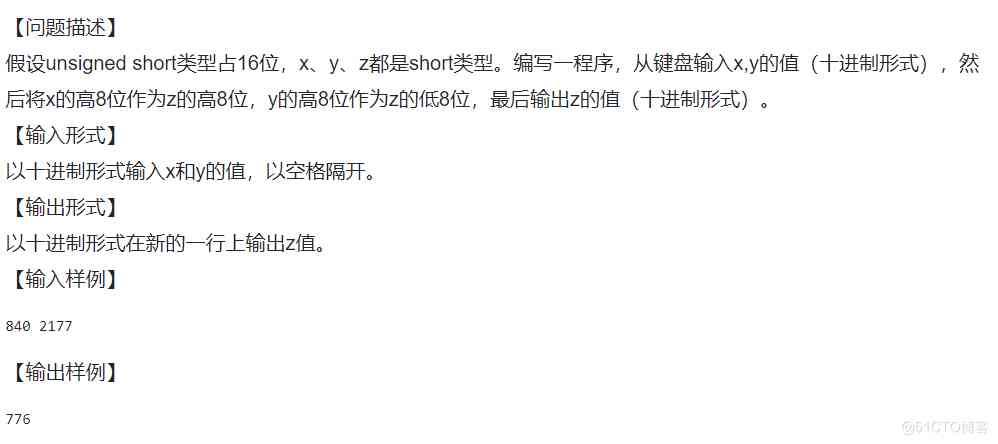 【问题描述】
假设unsigned short类型占16位，x、y、z都是short类型。编写一程序，从键盘输入x,y的值（十进制形式）,然
后将x的高8位作为z的高8位，y的高8位作为z的低8位，最后输出z的值（十进制形式）。
【输入形式】
以十进制形式输入x和y的值，以空格隔开。
【输出形式】
以十进制形式在新的一行上输出z值。
【输入样例】
840 2177
【输出样例】
776
@51CTO博客